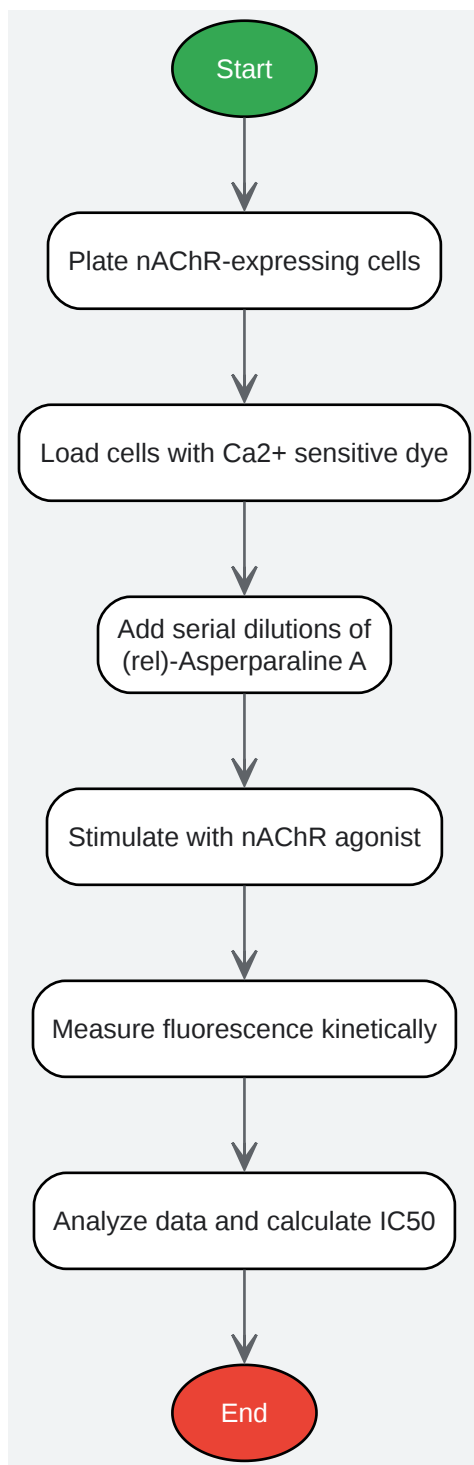 Start
Plate nAChR-expressing cells
Load cells with Ca2+ sensitive dye
Add serial dilutions of
(rel)-Asperparaline A
Stimulate with nAChR agonist
Measure fluorescence kinetically
Analyze data and calculate IC50
End